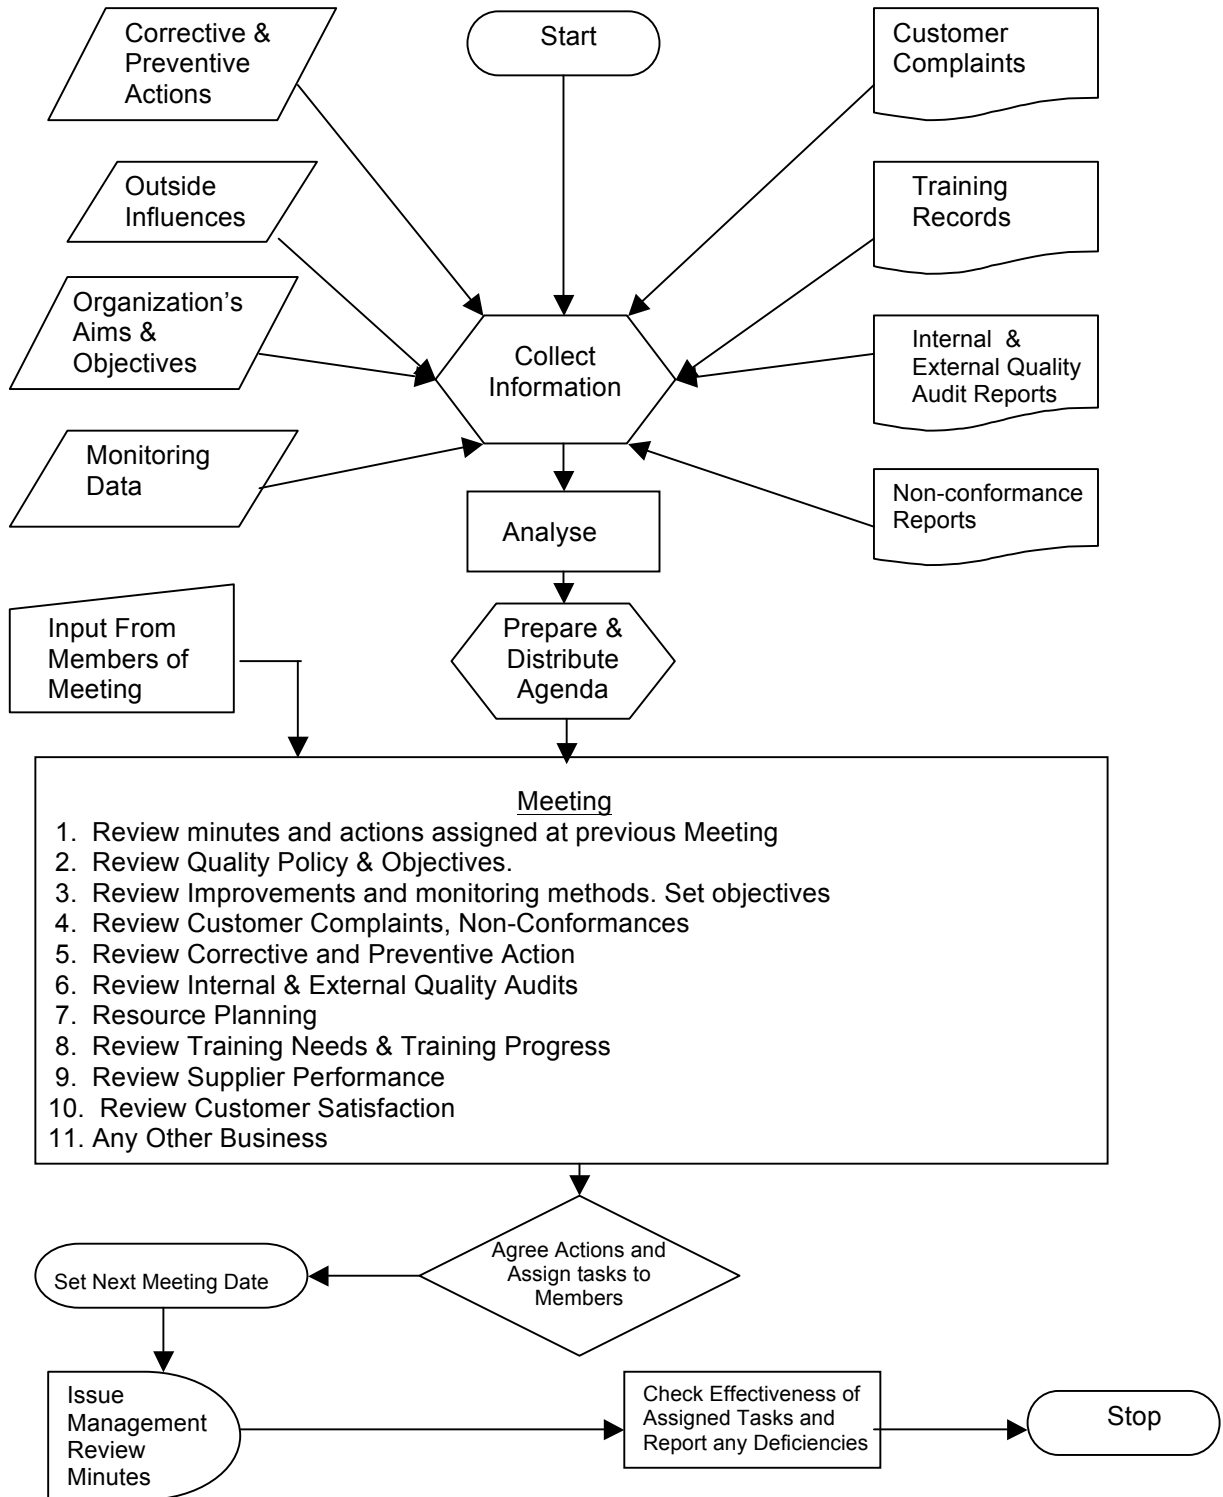 Corrective &
Preventive
Actions
Start
Customer
Complaints
Outside
Influences
Training
Records
Organization’s
Aims &
Objectives
Collect
Information
Internal &
External Quality
Audit Reports
Monitoring
Data
Non-conformance
Reports
Analyse
Input From
Members of
Meeting
Prepare &
Distribute
Agenda
Meeting
1. Review minutes and actions assigned at previous Meeting
2. Review Quality Policy & Objectives.
3. Review Improvements and monitoring methods. Set objectives
4. Review Customer Complaints, Non-Conformances
5. Review Corrective and Preventive Action
6. Review Internal & External Quality Audits
7. Resource Planning
8. Review Training Needs & Training Progress
9. Review Supplier Performance
10. Review Customer Satisfaction
11. Any Other Business
Agree Actions and
Assign tasks to
Members
Set Next Meeting Date
Issue
Management
Review
Minutes
Check Effectiveness of
Assigned Tasks and
Report any Deficiencies
Stop